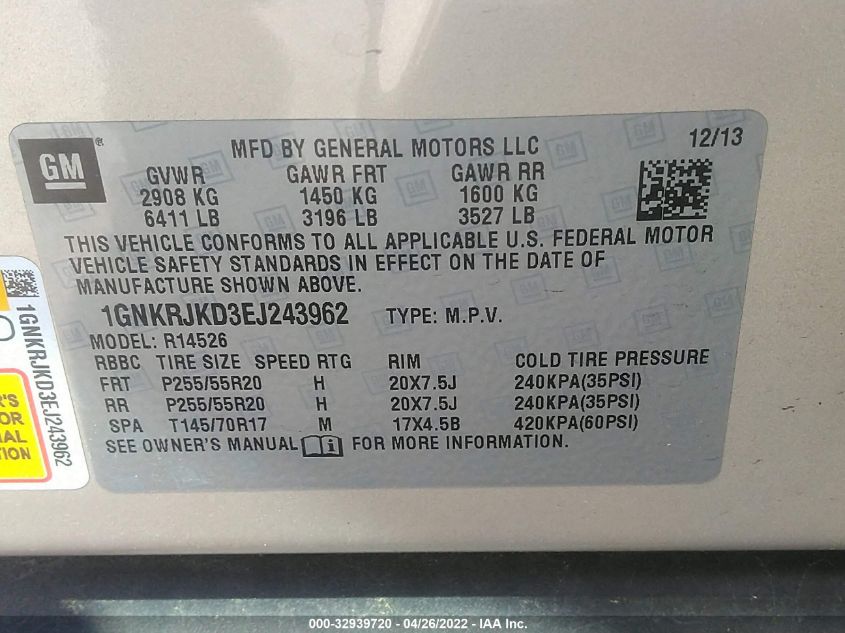 GM
®
MFD BY GENERAL MOTORS LLC
12/13
GVWR GAWR FRT GAWR RR
2908 KG 1450 KG 1600 KG
6411 LB 3196 LB 3527 LB
THIS VEHICLE CONFORMS TO ALL APPLICABLE U.S. FEDERAL MOTOR
VEHICLE SAFETY STANDARDS IN EFFECT ON THE DATE OF
MANUFACTURE SHOWN ABOVE.
1GNKRJKD3EJ243962 TYPE: M.P.V.
MODEL: R14526
RBBC TIRE SIZE SPEED RTG RIM COLD TIRE PRESSURE
FRT P255/55R20 H 20X7.5J 240KPA(35PSI)
RR P255/55R20 H 20X7.5J 240KPA(35PSI)
SPA T145/70R17 M 17X4.5B 420KPA(60PSI)
SEE OWNER'S MANUAL FOR MORE INFORMATION.
1GNKRJKD3EJ243962
000-32939720 - 04/26/2022 - IAA Inc.